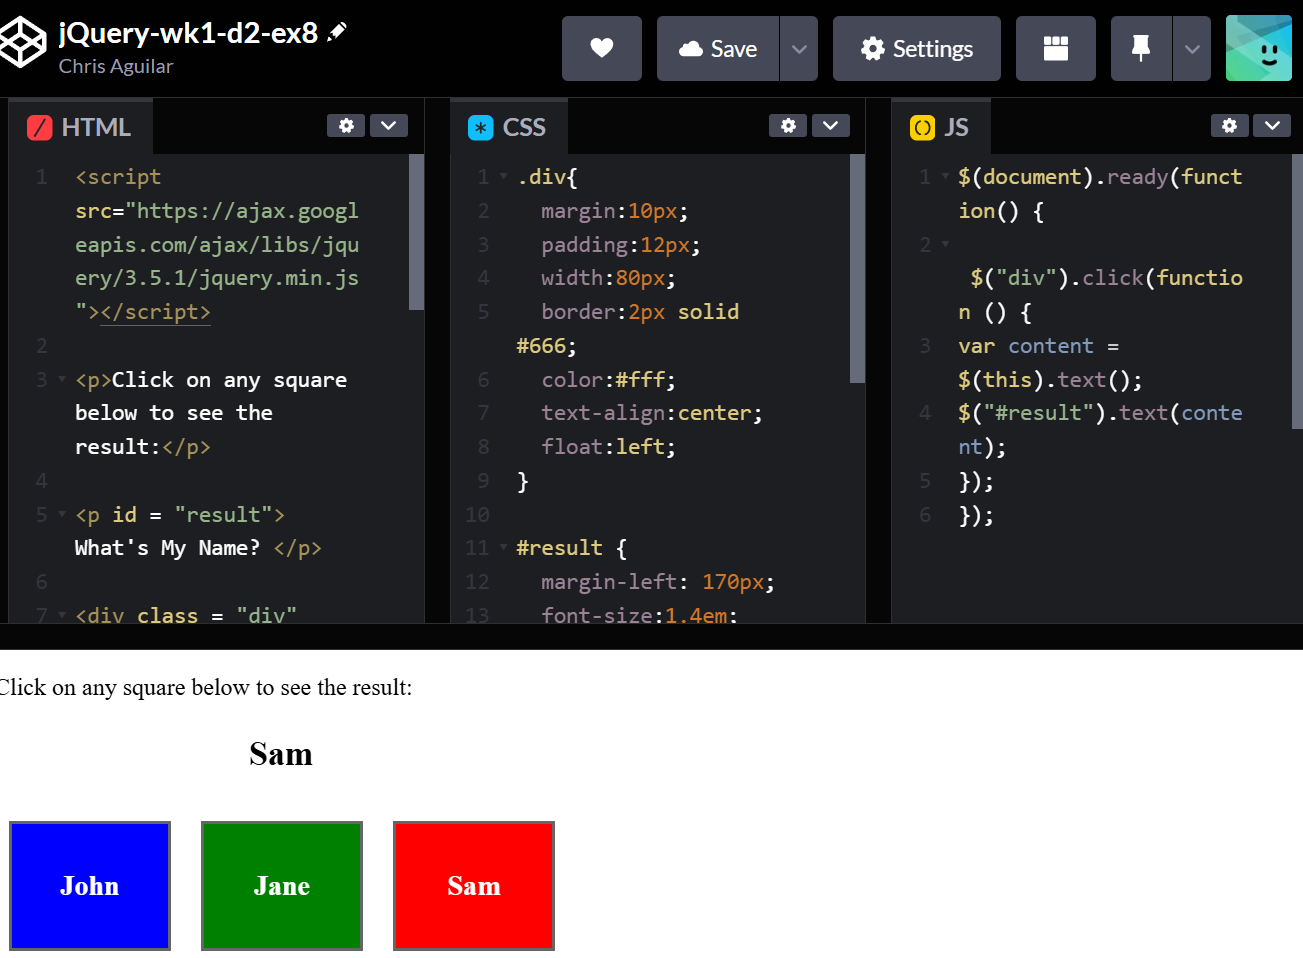 jQuery-wk1-d2-ex8
Chris Aguilar
Save
Settings
HTML
1 <script
src="https://ajax.googl
eapis.com/ajax/libs/jqu
ery/3.5.1/jquery.min.js
"></script>
2
3 <p>Click on any square
below to see the
result:</p>
4
5 <p id = "result">
What's My Name? </p>
6
7 <div class = "div"
CSS
1 .div{
2 margin:10px;
3 padding:12px;
4 width:80px;
5 border:2px solid
#666;
6 color:#fff;
7 text-align:center;
8 float:left;
9 }
10
11 #result {
12 margin-left: 170px;
13 font-size:1.4em;
JS
1 $(document).ready(funct
ion() {
2
$("div").click(functio
n () {
3 var content =
$(this).text();
4 $("#result").text(conte
nt);
5 });
6 });
Click on any square below to see the result:
Sam
John
Jane
Sam